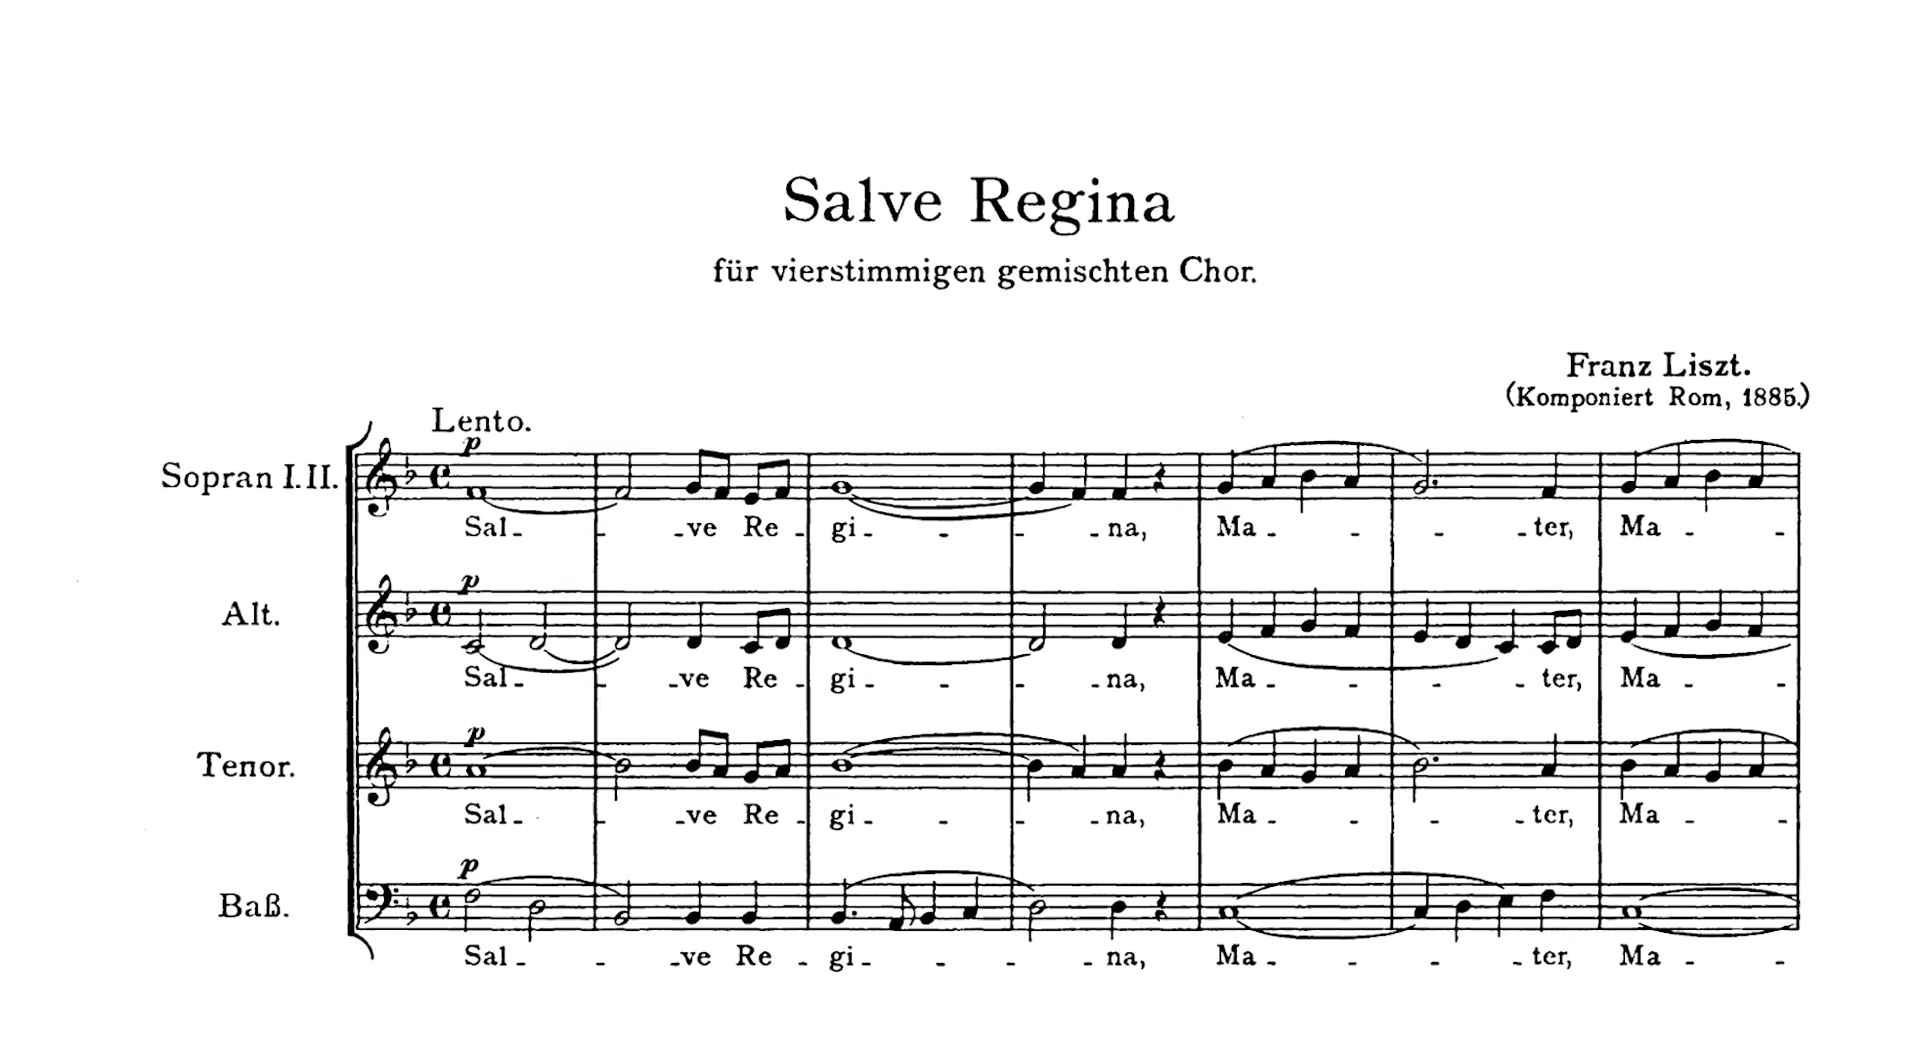 Salve Regina
für vierstimmigen gemischten Chor.
Franz Liszt.
(Komponiert Rom, 1885.)
Lento.
p
Sopran I. II.
Sal - - - ve Re - gi - - - - na, Ma - - - - ter, Ma - -
p
Alt.
Sal - - - ve Re - gi - - - - na, Ma - - - - ter, Ma - -
p
Tenor.
Sal - - - ve Re - gi - - - - na, Ma - - - - ter, Ma - -
p
Baß.
Sal - - - ve Re - gi - - - - na, Ma - - - - ter, Ma - -